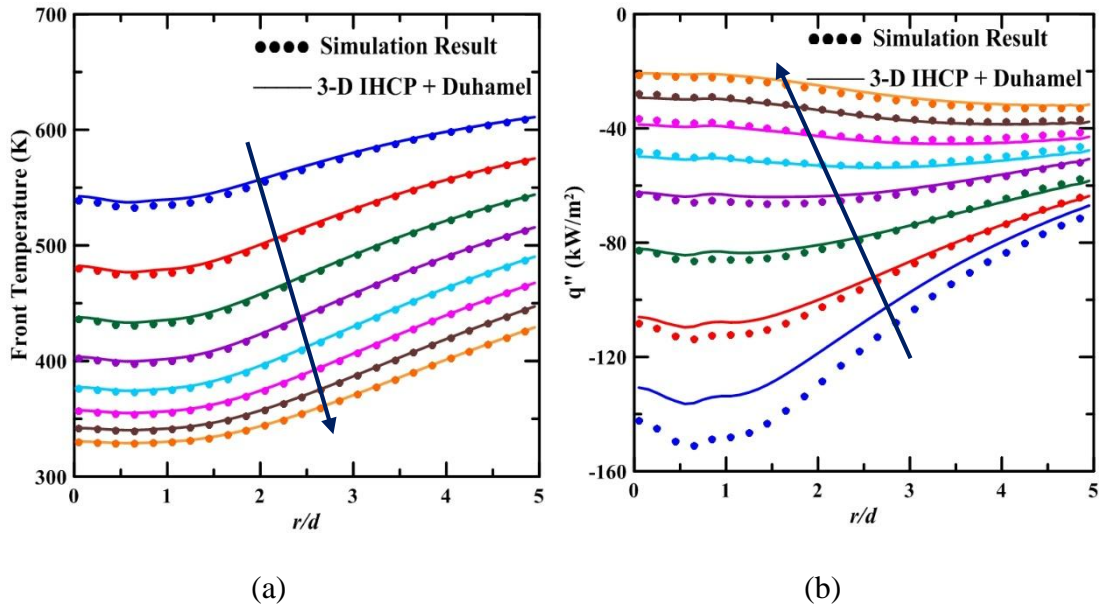 700
600
500
400
300
Front Temperature (K)
Simulation Result
3-D IHCP + Duhamel
0 1 2 3 4 5
r/d
(a)
0
-40
-80
-120
-160
q" (kW/m²)
Simulation Result
3-D IHCP + Duhamel
0 1 2 3 4 5
r/d
(b)